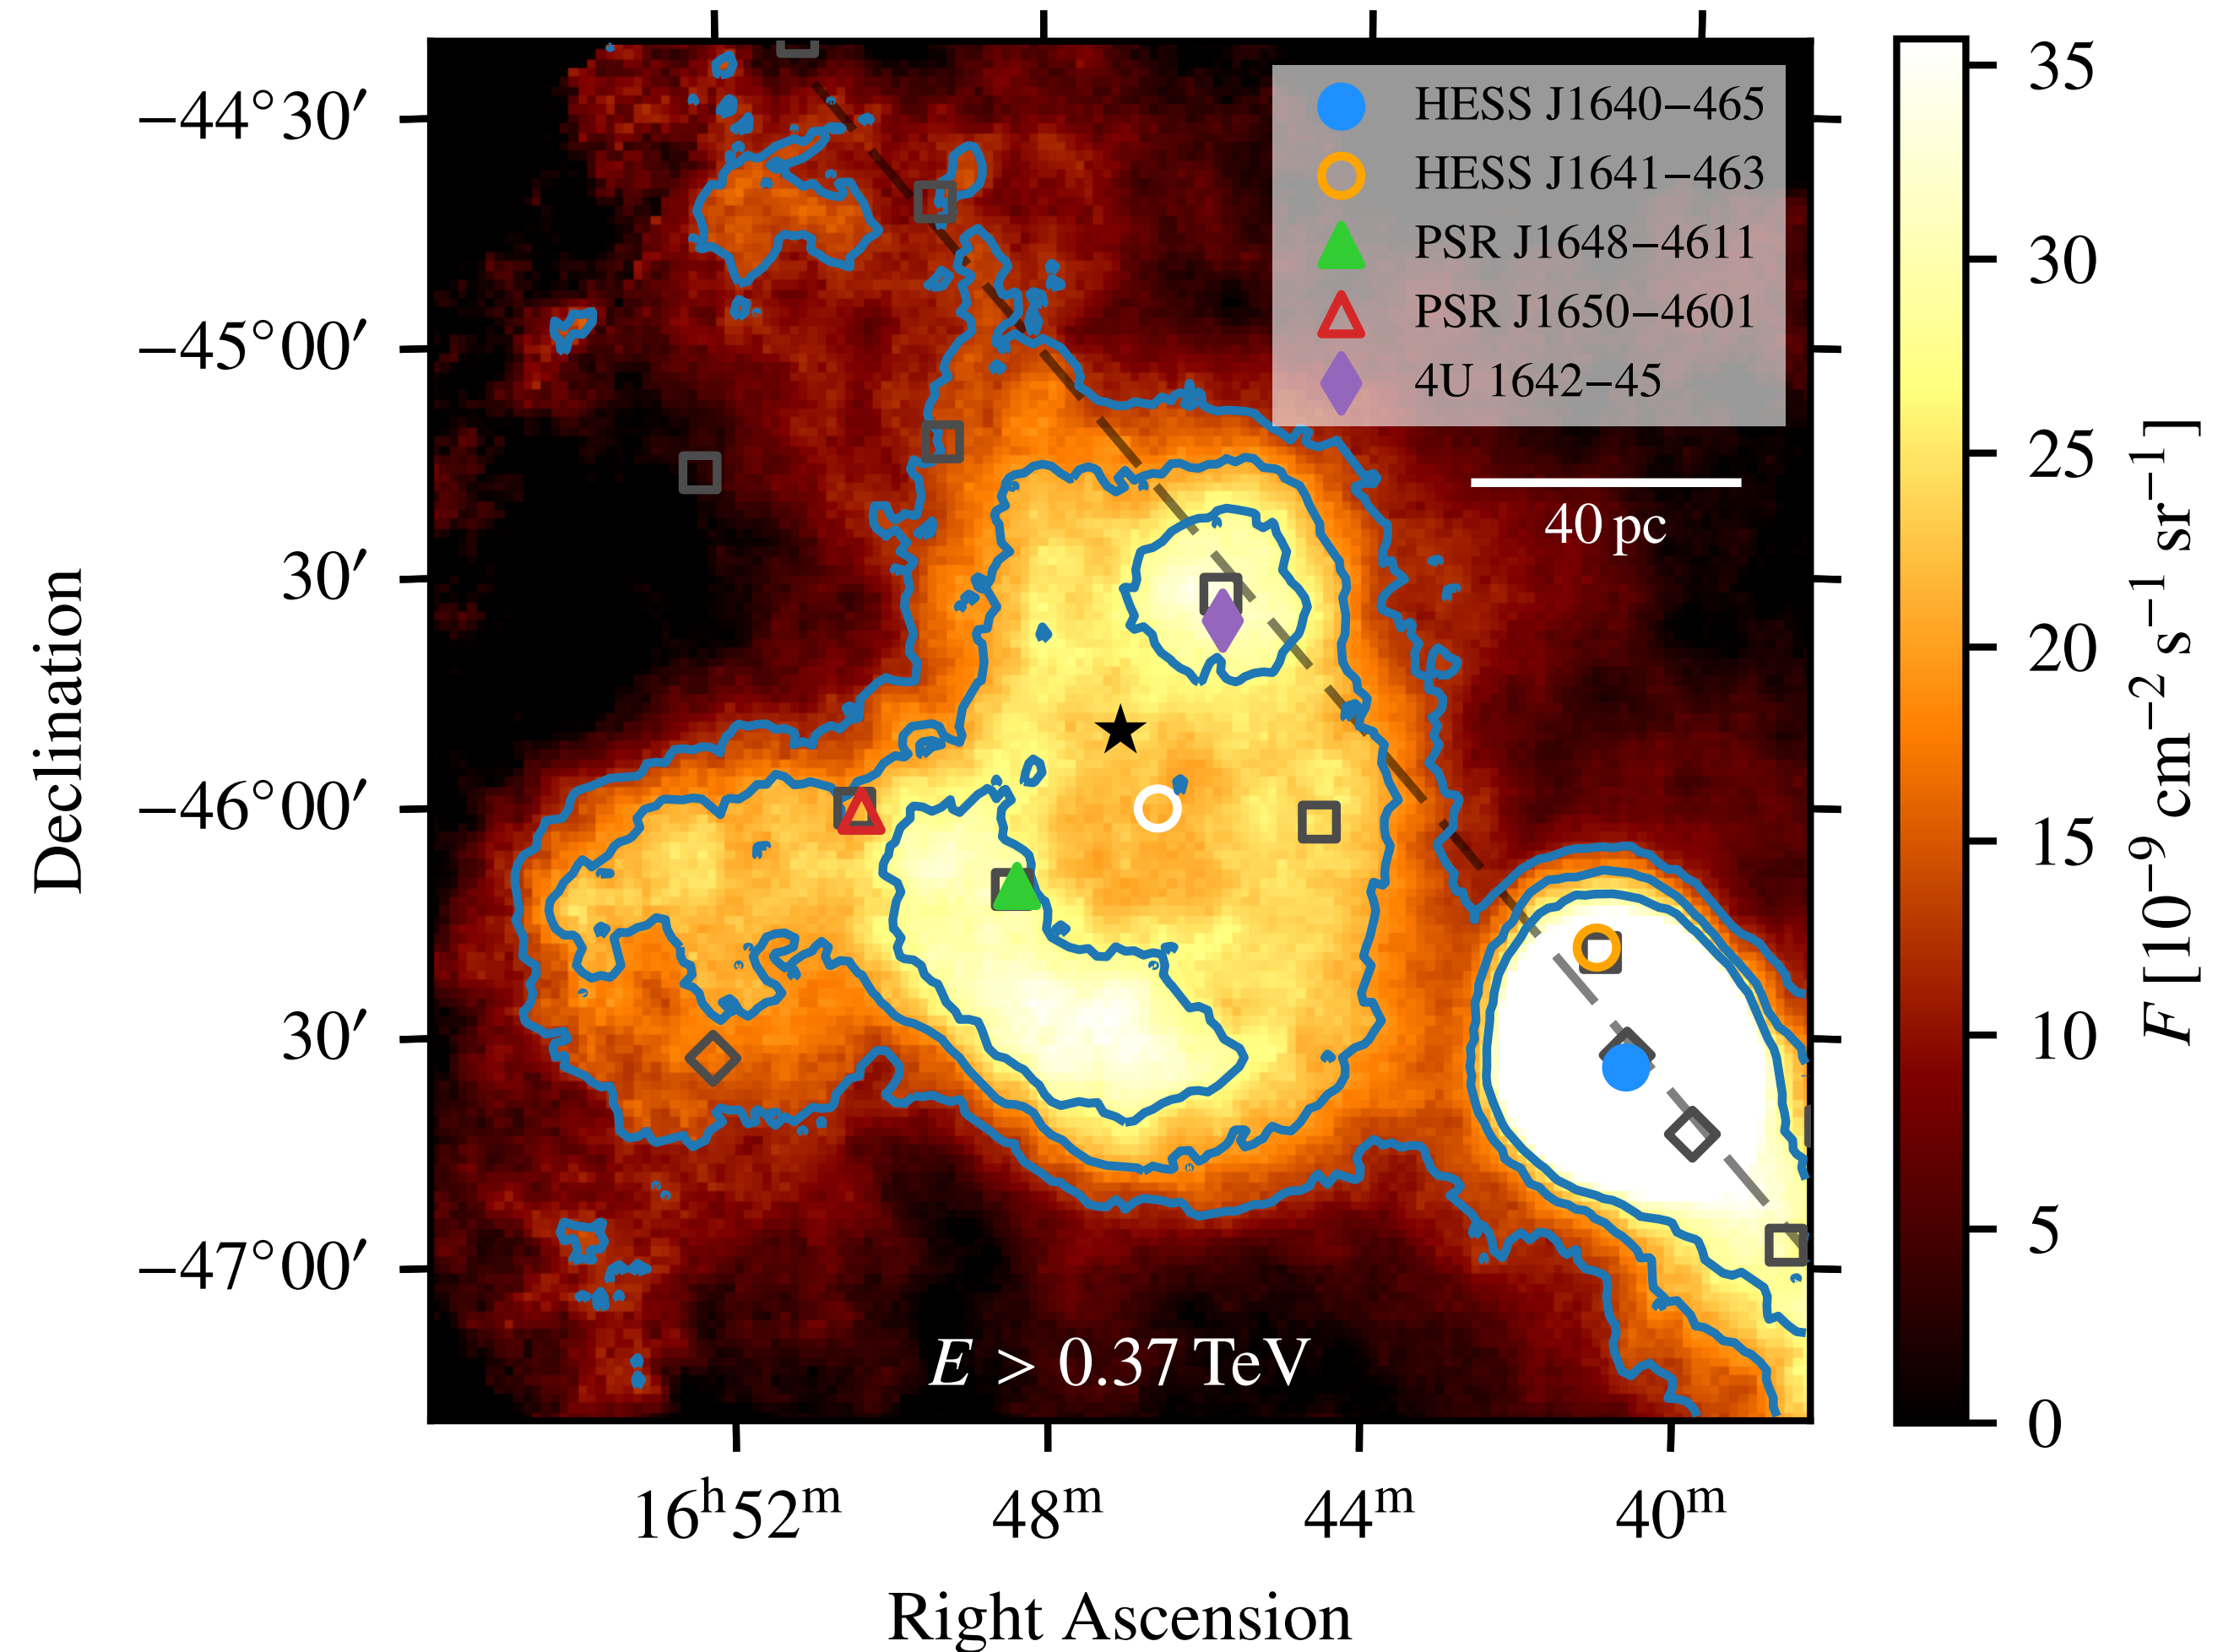 HESS J1640−465
HESS J1641−463
PSR J1648−4611
PSR J1650−4601
4U 1642−45
40 pc
E > 0.37 TeV
−44°30′
−45°00′
30′
−46°00′
30′
−47°00′
Declination
16ʰ52ᵐ
48ᵐ
44ᵐ
40ᵐ
Right Ascension
35
30
25
20
15
10
5
0
F [10⁻⁹ cm⁻² s⁻¹ sr⁻¹]